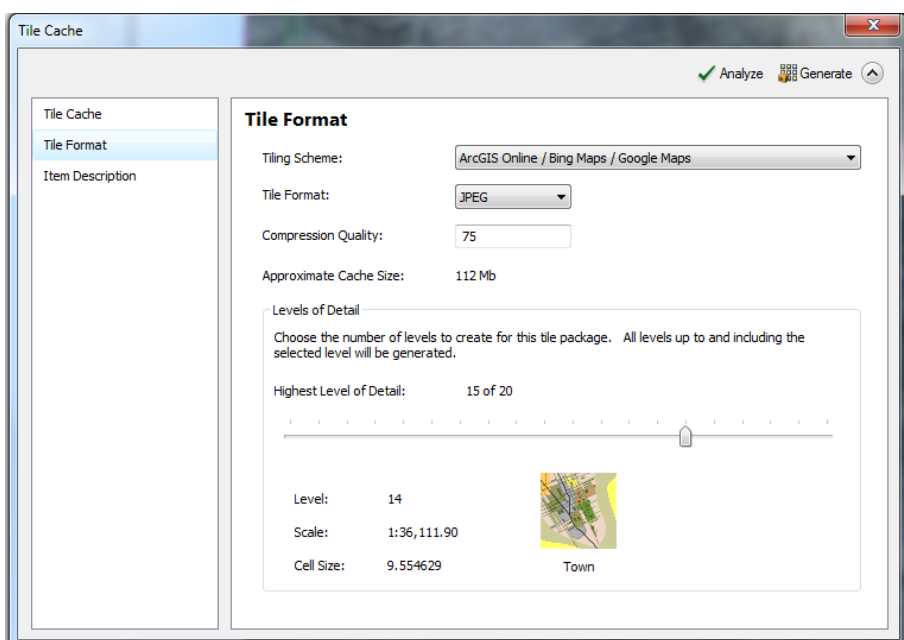 Tile Cache
Analyze Generate
Tile Cache
Tile Format
Item Description
Tile Format
Tiling Scheme: ArcGIS Online / Bing Maps / Google Maps
Tile Format: JPEG
Compression Quality: 75
Approximate Cache Size: 112 Mb
Levels of Detail
Choose the number of levels to create for this tile package. All levels up to and including the
selected level will be generated.
Highest Level of Detail: 15 of 20
Level: 14
Scale: 1:36,111.90
Cell Size: 9.554629
Town